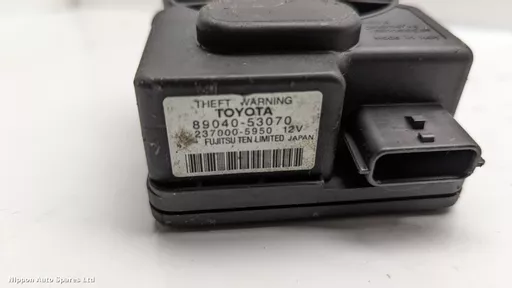 THEFT WARNING
TOYOTA
89040-53070
237000-5950 12V
FUJITSU TEN LIMITED JAPAN
Nippon Auto Spares Ltd